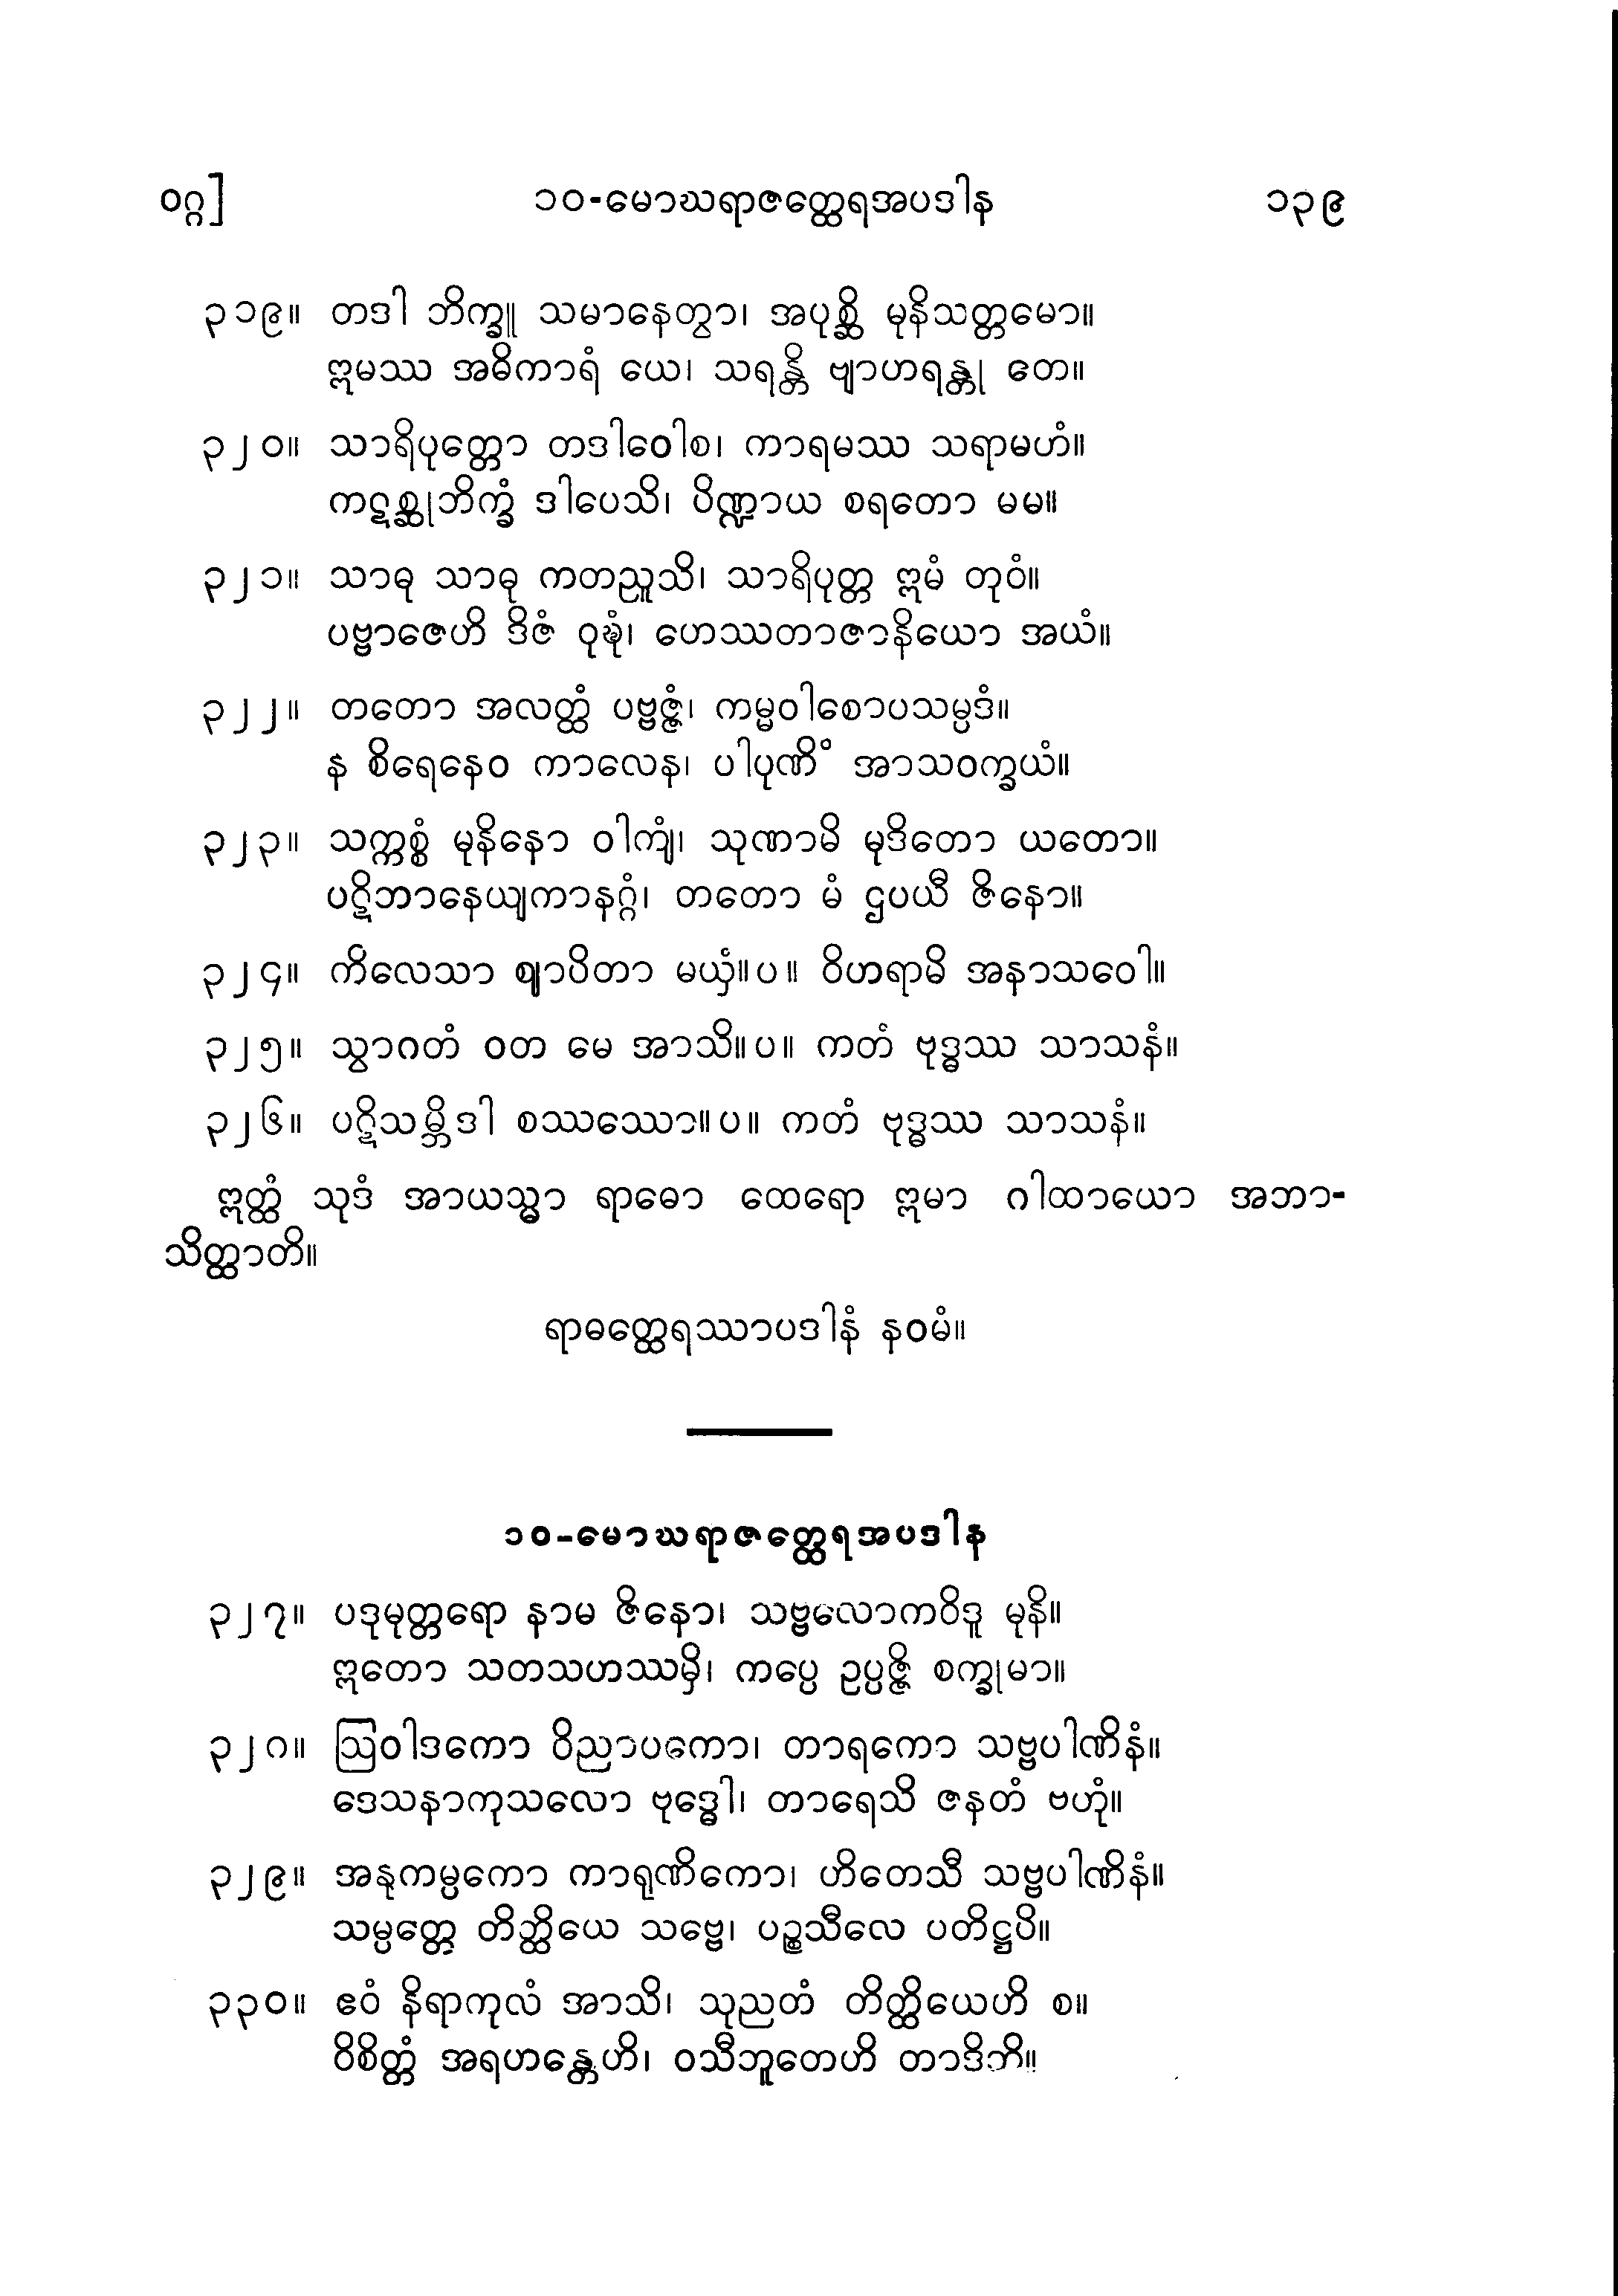 ဝဂ္ဂ] ၁၀-မောဃရာဇတ္ထေရအပဒါန ၁၃၉
၃၁၉။ တဒါ ဘိက္ခူ သမာနေတွာ၊ အပုစ္ဆိ မုနိသတ္တမော။
ဣမဿ အဓိကာရံ ယေ၊ သရန္တိ ဗျာဟရန္တု ဧတ။
၃၂၀။ သာရိပုတ္တော တဒါဝေါစ၊ ကာရမဿ သရာမဟံ။
ကဋစ္ဆုဘိက္ခံ ဒါပေသိ၊ ပိဏ္ဍာယ စရတော မမ။
၃၂၁။ သာဓု သာဓု ကတညူသိ၊ သာရိပုတ္တ ဣမံ တုဝံ။
ပဗ္ဗာဇေဟိ ဒိဇံ ဝုဍ္ဎံ၊ ဟေဿတာဇာနိယော အယံ။
၃၂၂။ တတော အလတ္ထံ ပဗ္ဗဇ္ဇံ၊ ကမ္မဝါစောပသမ္ပဒံ။
န စိရေနေဝ ကာလေန၊ ပါပုဏိံ အာသဝက္ခယံ။
၃၂၃။ သက္ကစ္စံ မုနိနော ဝါကျံ၊ သုဏာမိ မုဒိတော ယတော။
ပဋိဘာနေယျကာနဂ္ဂံ၊ တတော မံ ဌပယီ ဇိနော။
၃၂၄။ ကိလေသာ ဈာပိတာ မယှံ။ပ။ ဝိဟရာမိ အနာသဝေါ။
၃၂၅။ သွာဂတံ ဝတ မေ အာသိ။ပ။ ကတံ ဗုဒ္ဓဿ သာသနံ။
၃၂၆။ ပဋိသမ္ဘိဒါ စဿဿော။ပ။ ကတံ ဗုဒ္ဓဿ သာသနံ။
ဣတ္ထံ သုဒံ အာယသ္မာ ရာဓော ထေရော ဣမာ ဂါထာယော အဘာ-
သိတ္ထာတိ။
ရာဓတ္ထေရဿာပဒါနံ နဝမံ။
၁၀-မောဃရာဇတ္ထေရအပဒါန
၃၂၇။ ပဒုမုတ္တရော နာမ ဇိနော၊ သဗ္ဗလောကဝိဒူ မုနိ။
ဣတော သတသဟဿမှိ၊ ကပ္ပေ ဥပ္ပဇ္ဇိ စက္ခုမာ။
၃၂၈။ ဩဝါဒကော ဝိညာပကော၊ တာရကော သဗ္ဗပါဏိနံ။
ဒေသနာကုသလော ဗုဒ္ဓေါ၊ တာရေသိ ဇနတံ ဗဟုံ။
၃၂၉။ အနုကမ္ပကော ကာရုဏိကော၊ ဟိတေသီ သဗ္ဗပါဏိနံ။
သမ္ပတ္တေ တိတ္ထိယေ သဗ္ဗေ၊ ပဉ္စသီလေ ပတိဋ္ဌပိ။
၃၃၀။ ဧဝံ နိရာကုလံ အာသိ၊ သုညတံ တိတ္ထိယေဟိ စ။
ဝိစိတ္တံ အရဟန္တေဟိ၊ ဝသီဘူတေဟိ တာဒိဘိ။